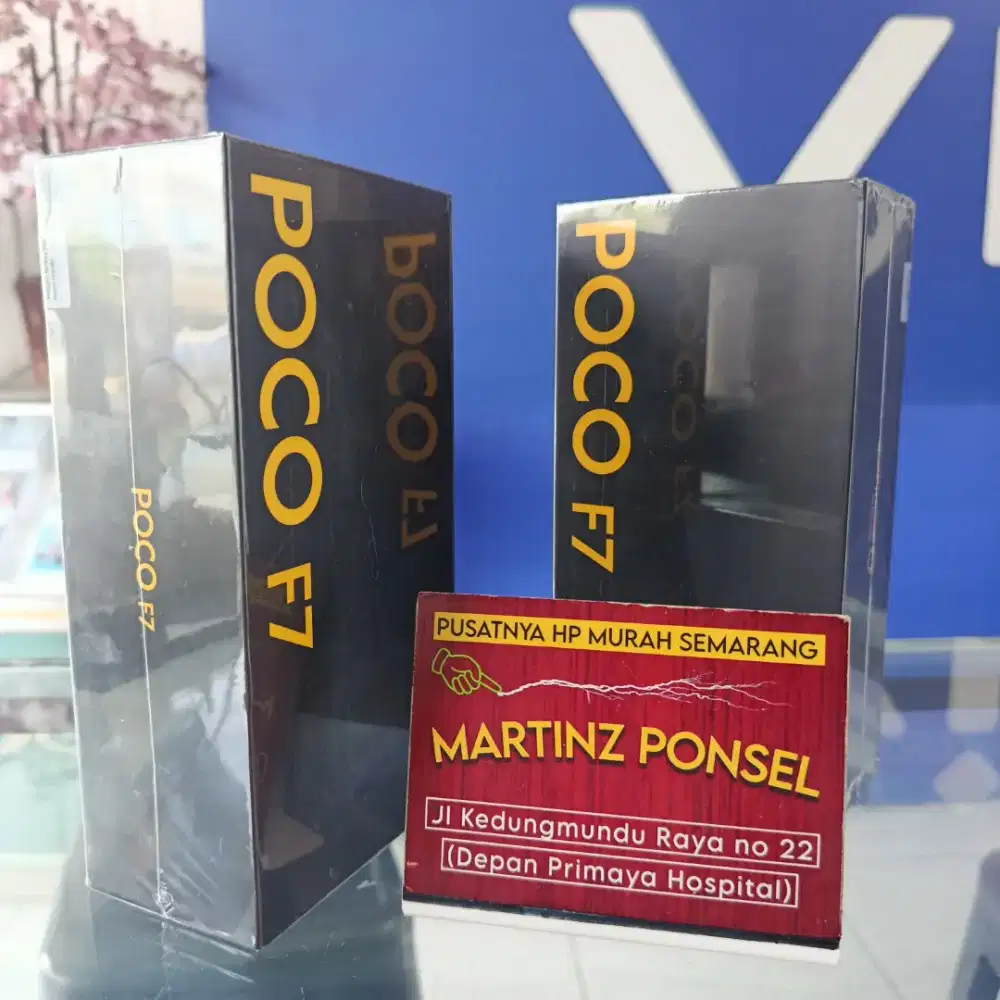 POCO F7
POCO F7
POCO F7
POCO F7
PUSATNYA HP MURAH SEMARANG
MARTINZ PONSEL
Jl Kedungmundu Raya no 22
(Depan Primaya Hospital)